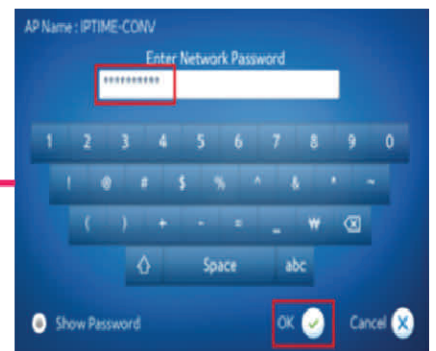 AP Name : IPTIME-CONV
Enter Network Password
**********
1 2 3 4 5 6 7 8 9 0
! @ # $ % ^ & * ~
( ) + - = _ ₩
Space abc
Show Password OK Cancel